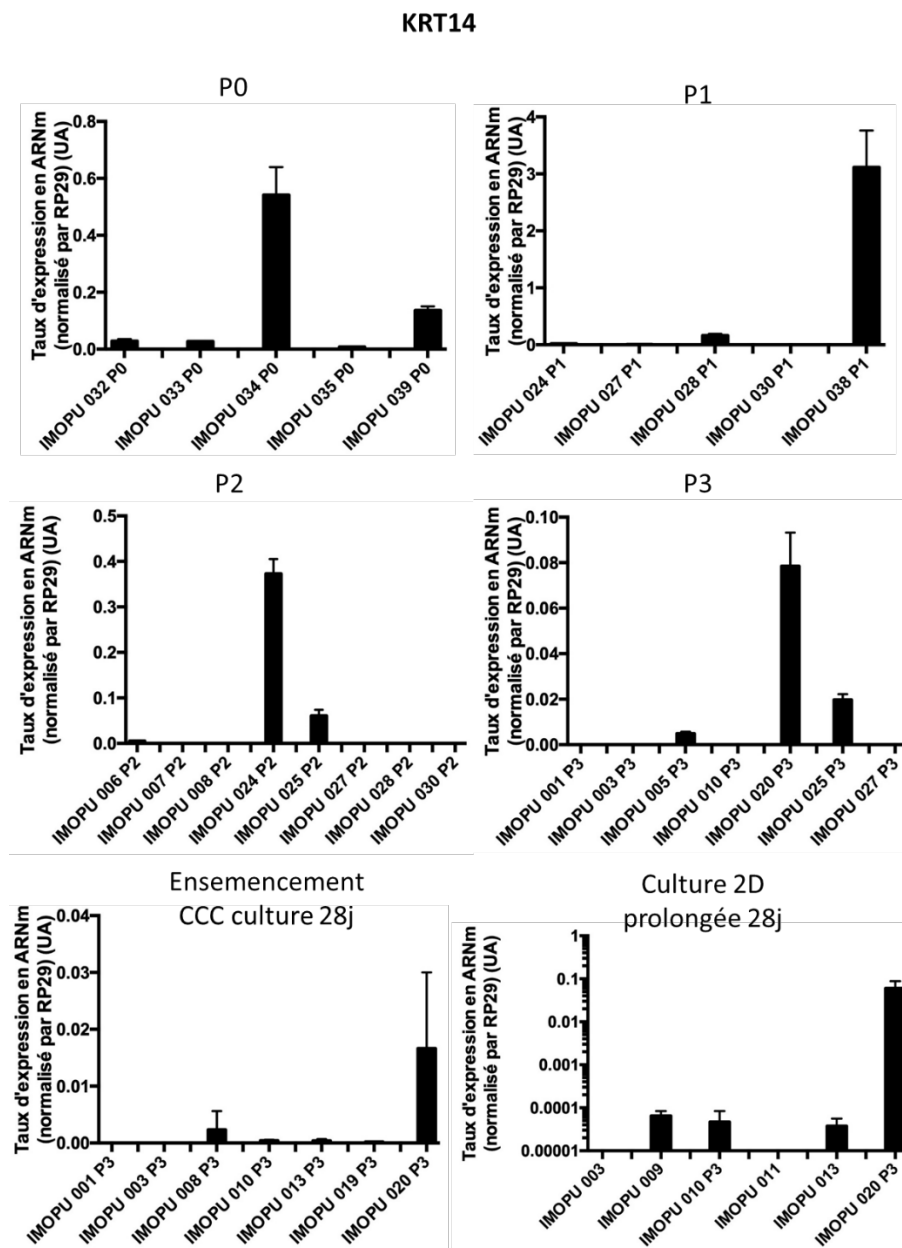 KRT14
P0
Taux d'expression en ARNm
(normalisé par RP29) (UA)
0.8
0.6
0.4
0.2
0.0
IMOPU 032 P0
IMOPU 033 P0
IMOPU 034 P0
IMOPU 035 P0
IMOPU 039 P0
P1
Taux d'expression en ARNm
(normalisé par RP29) (UA)
4
3
2
1
0
IMOPU 024 P1
IMOPU 027 P1
IMOPU 028 P1
IMOPU 030 P1
IMOPU 038 P1
P2
Taux d'expression en ARNm
(normalisé par RP29) (UA)
0.5
0.4
0.3
0.2
0.1
0.0
IMOPU 006 P2
IMOPU 007 P2
IMOPU 008 P2
IMOPU 024 P2
IMOPU 025 P2
IMOPU 027 P2
IMOPU 028 P2
IMOPU 030 P2
P3
Taux d'expression en ARNm
(normalisé par RP29) (UA)
0.10
0.08
0.06
0.04
0.02
0.00
IMOPU 001 P3
IMOPU 003 P3
IMOPU 005 P3
IMOPU 010 P3
IMOPU 020 P3
IMOPU 025 P3
IMOPU 027 P3
Ensemencement
CCC culture 28j
Taux d'expression en ARNm
(normalisé par RP29) (UA)
0.04
0.03
0.02
0.01
0.00
IMOPU 001 P3
IMOPU 003 P3
IMOPU 008 P3
IMOPU 010 P3
IMOPU 013 P3
IMOPU 019 P3
IMOPU 020 P3
Culture 2D
prolongée 28j
Taux d'expression en ARNm
(normalisé par RP29) (UA)
1
0.1
0.01
0.001
0.0001
0.00001
IMOPU 003
IMOPU 009
IMOPU 010 P3
IMOPU 011
IMOPU 013
IMOPU 020 P3